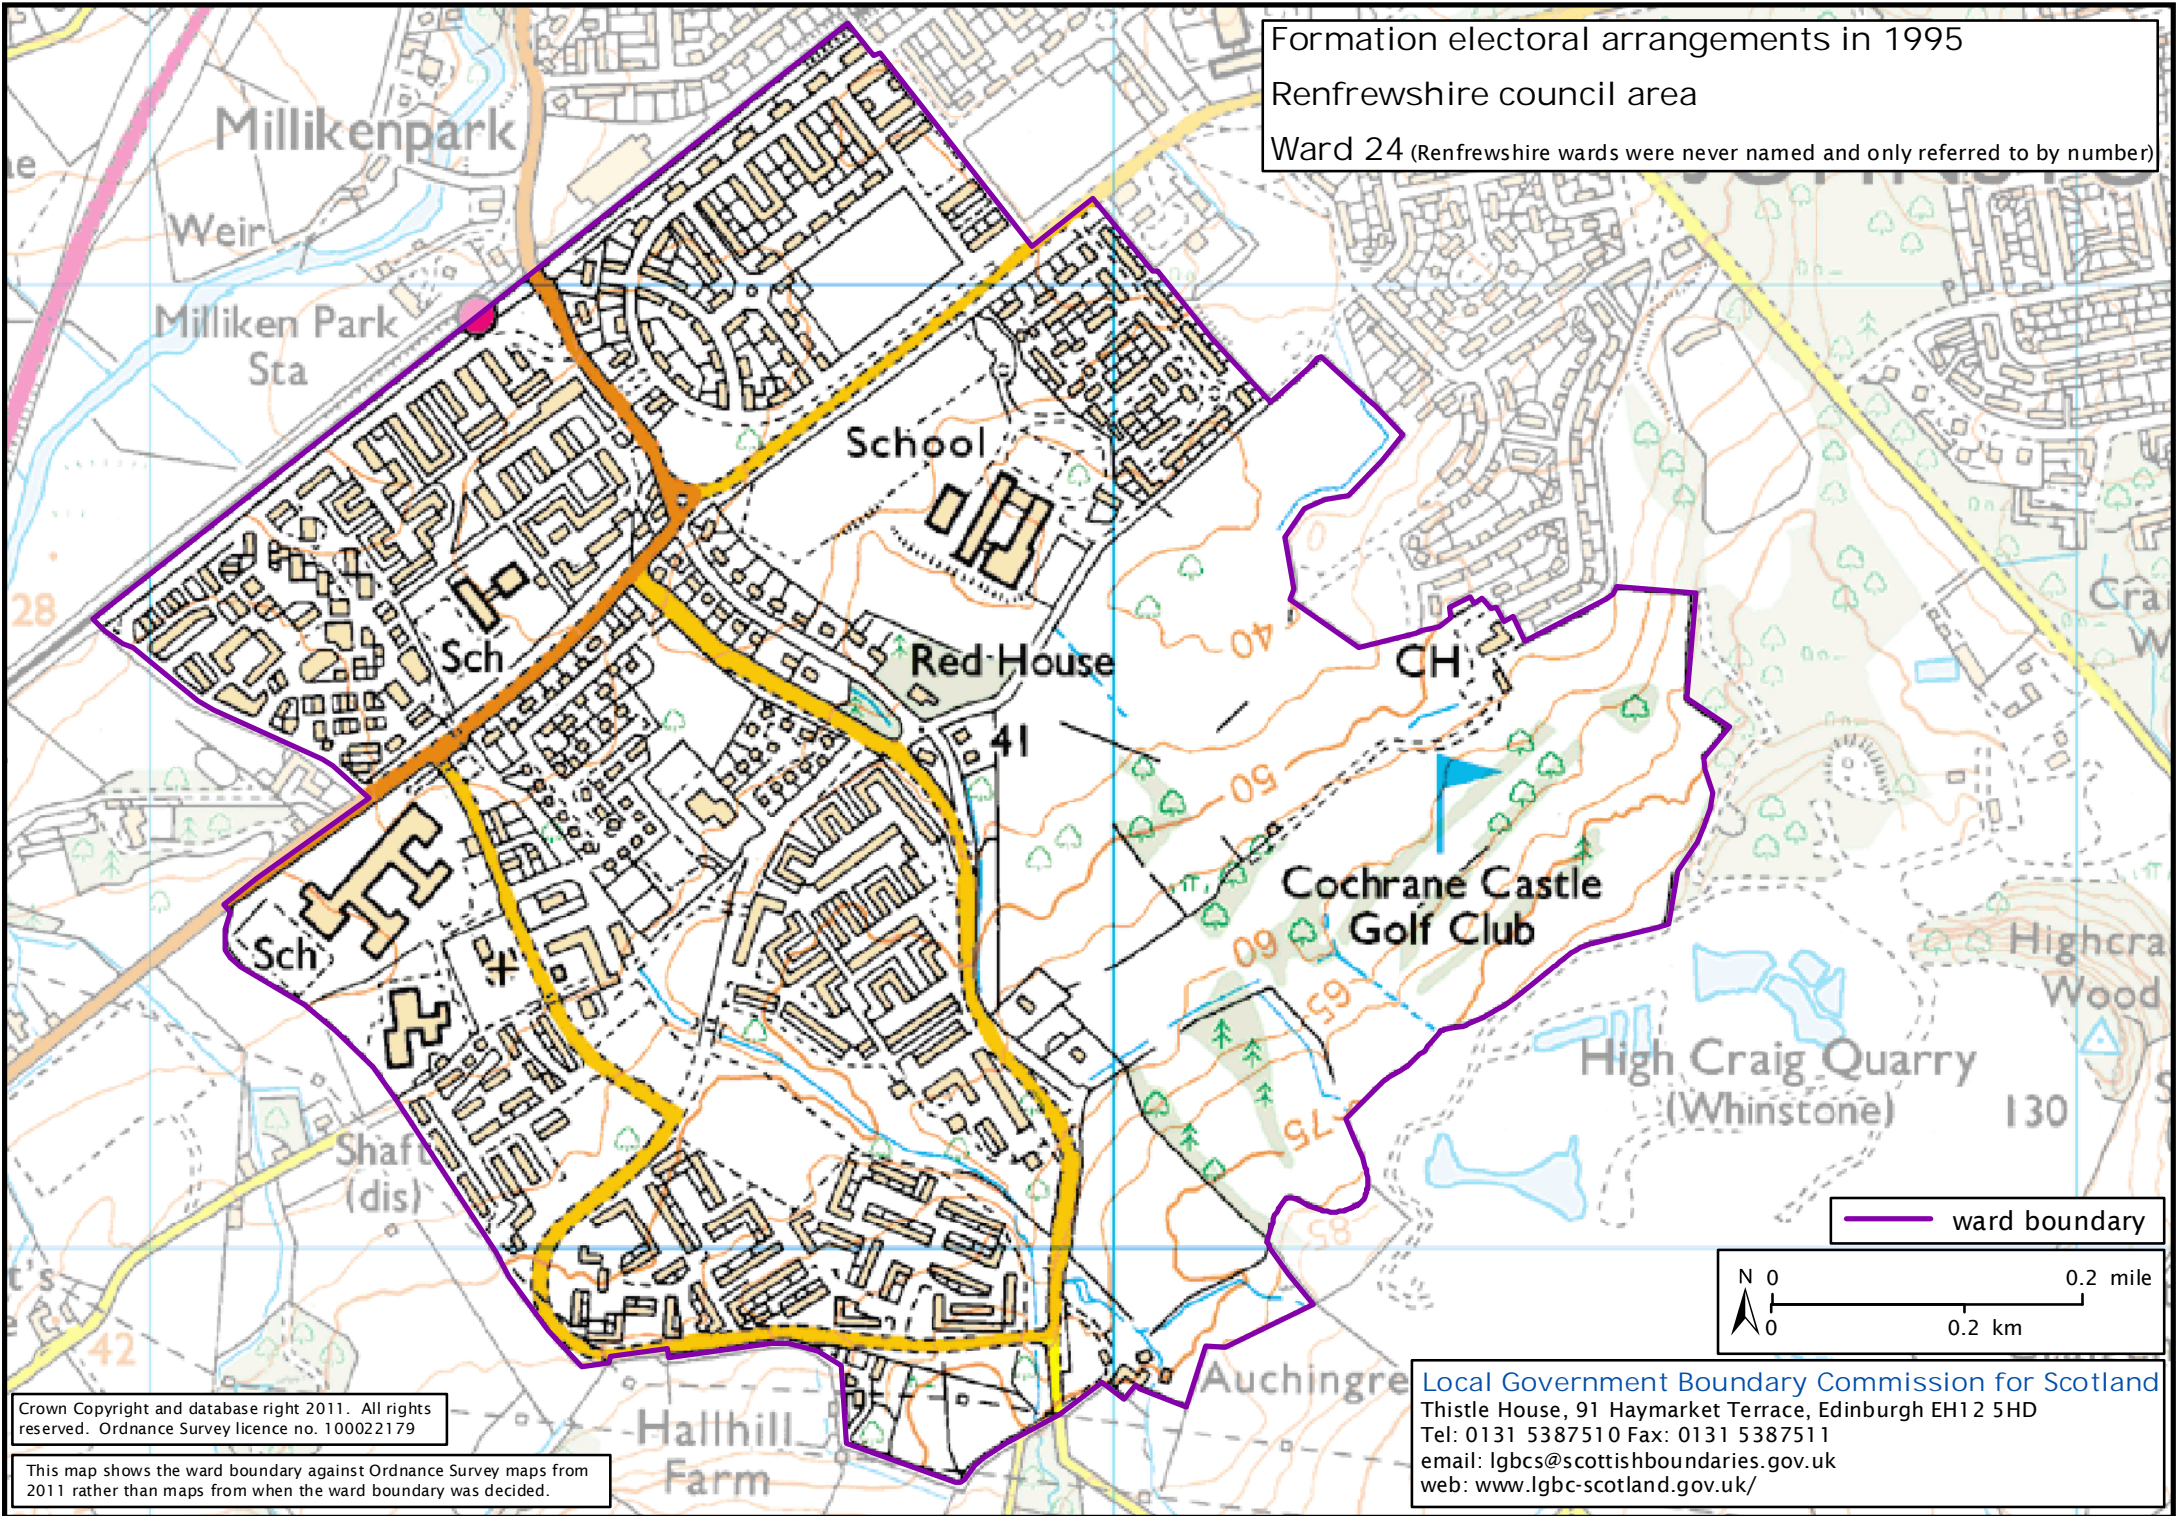 Formation electoral arrangements in 1995
Renfrewshire council area
Ward 24 (Renfrewshire wards were never named and only referred to by number)
Millikenpark
Weir
Milliken Park
Sta
28
School
Sch
Red House
41
40
CH
50
Cochrane Castle
Golf Club
Sch
60
65
75
85
Highcra
Wood
High Craig Quarry
(Whinstone)
130
Shaft
(dis)
42
Hallhill
Farm
Auchingre
ward boundary
N 0 0.2 mile
0 0.2 km
Local Government Boundary Commission for Scotland
Thistle House, 91 Haymarket Terrace, Edinburgh EH12 5HD
Tel: 0131 5387510 Fax: 0131 5387511
email: lgbcs@scottishboundaries.gov.uk
web: www.lgbc-scotland.gov.uk/
Crown Copyright and database right 2011. All rights
reserved. Ordnance Survey licence no. 100022179
This map shows the ward boundary against Ordnance Survey maps from
2011 rather than maps from when the ward boundary was decided.